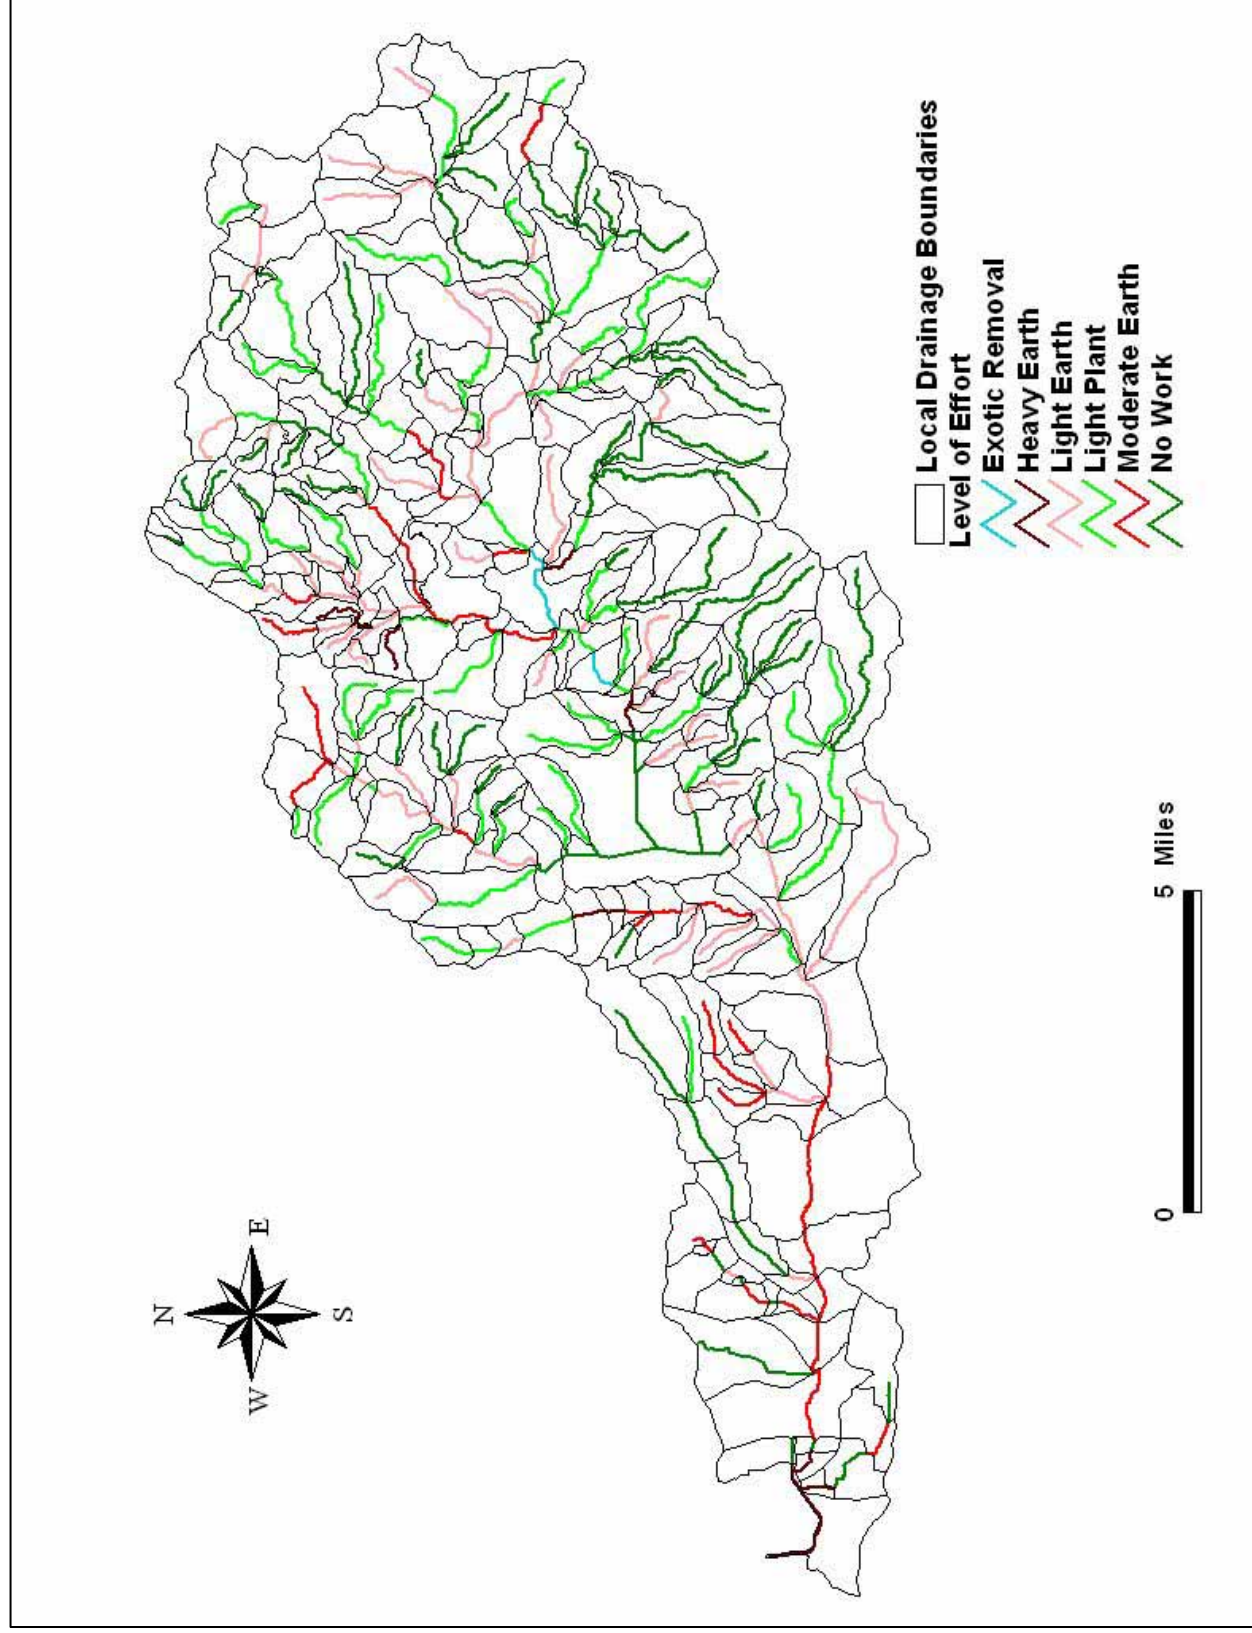 N
W
E
S
Local Drainage Boundaries
Level of Effort
Exotic Removal
Heavy Earth
Light Earth
Light Plant
Moderate Earth
No Work
0
5 Miles